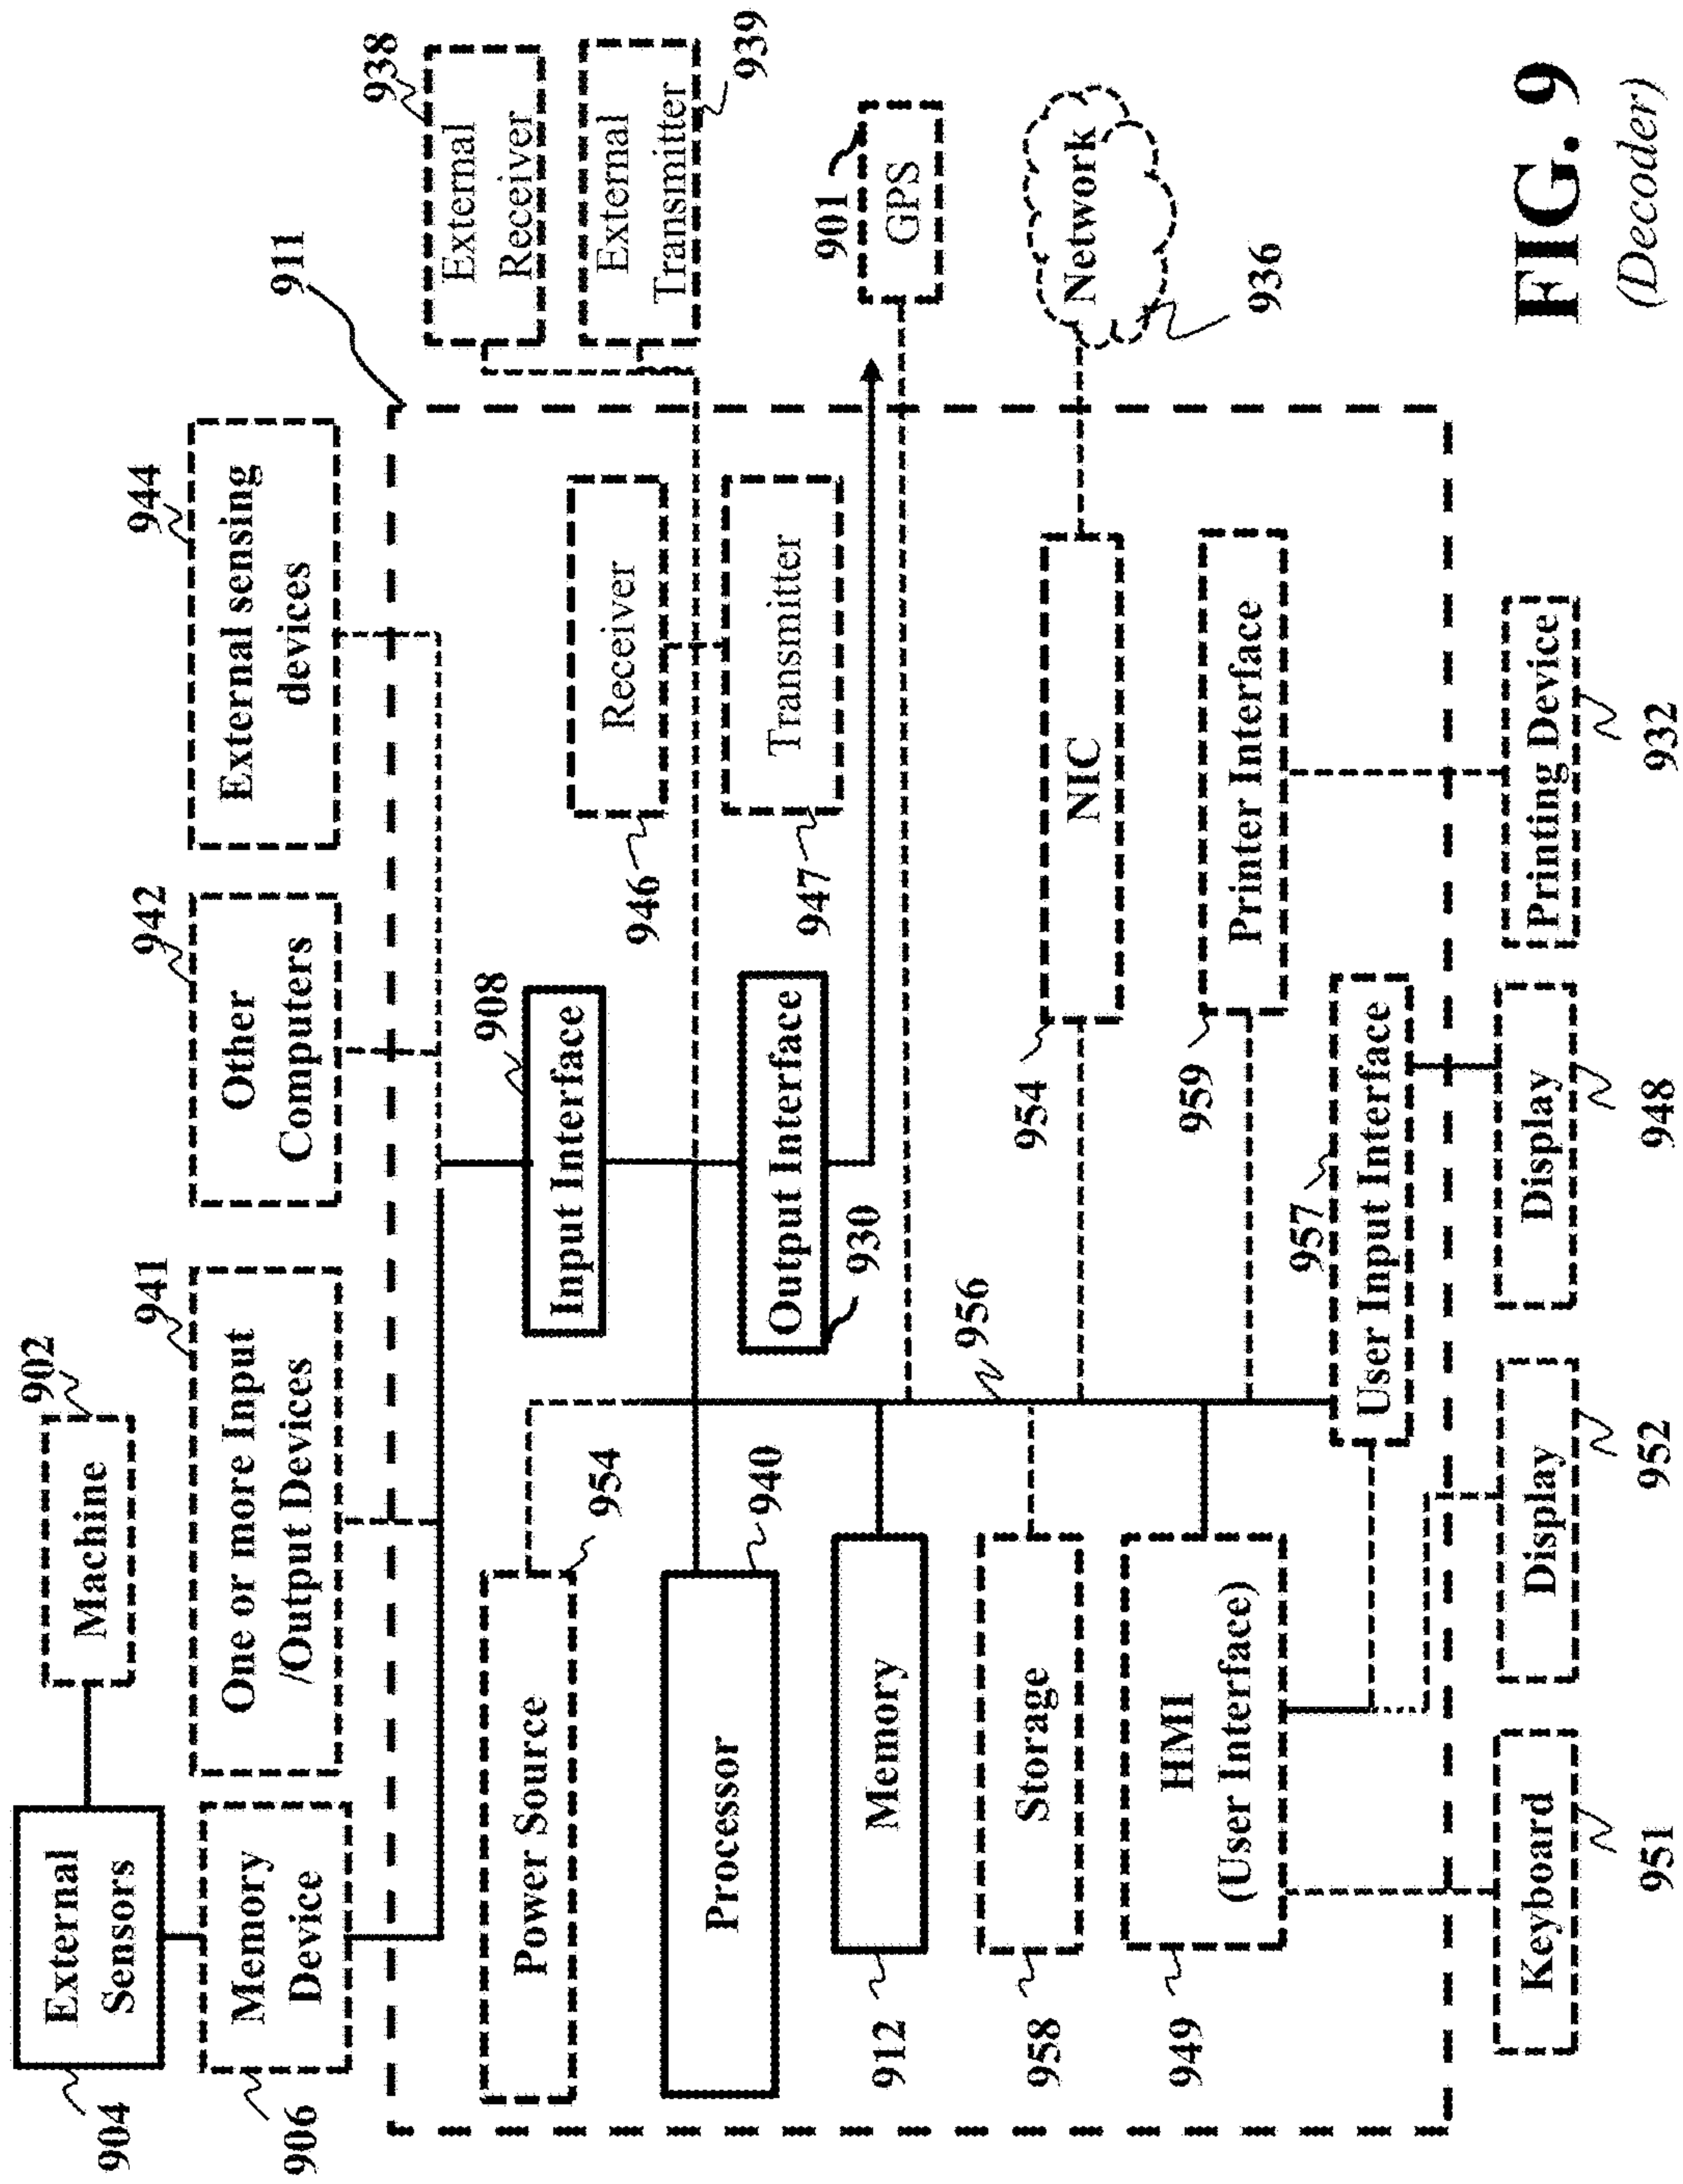 902
Machine
External
Sensors
904
Memory
Device
906
941
One or more Input
/Output Devices
942
Other
Computers
944
External sensing
devices
911
938
External
Receiver
External
Transmitter
939
908
Input Interface
Receiver
946
Transmitter
947
Output Interface
930
901
GPS
Power Source
954
Processor
940
Memory
912
956
Storage
958
HMI
(User Interface)
949
NIC
954
Network
936
Printer Interface
959
957
User Input Interface
Keyboard
951
Display
952
Display
948
Printing Device
932
FIG. 9
(Decoder)